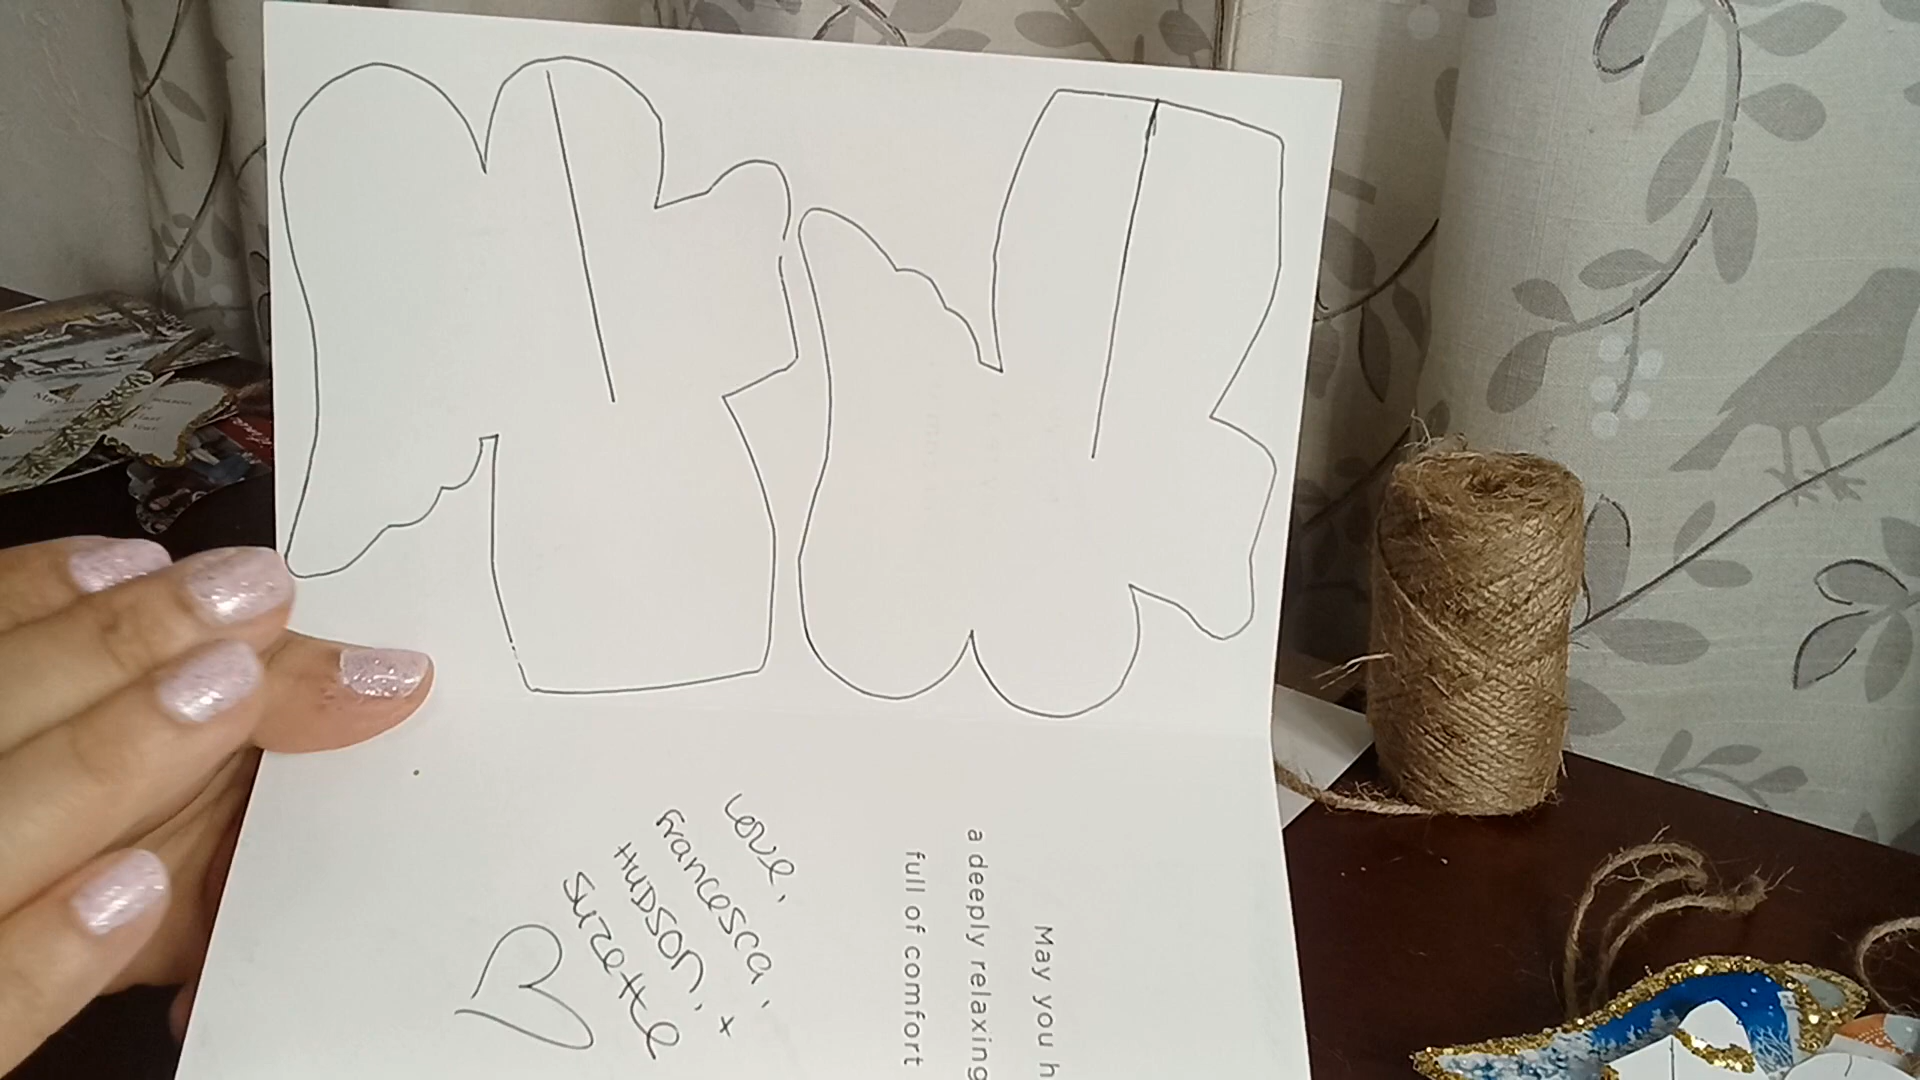 May you h
a deeply relaxing
full of comfort
Love,
Francesca,
HUDSON, +
Suzette